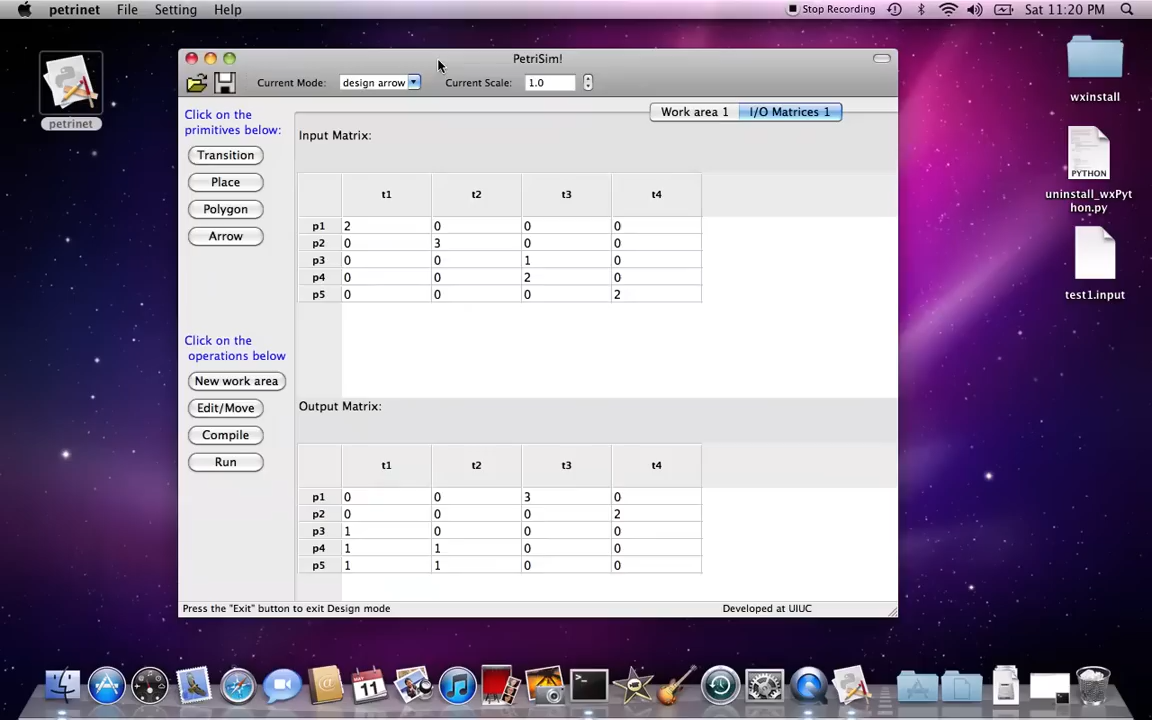 petrinet File Setting Help Stop Recording Sat 11:20 PM
PetriSim!
Current Mode: design arrow Current Scale: 1.0
Click on the
primitives below:
Transition
Place
Polygon
Arrow
Click on the
operations below
New work area
Edit/Move
Compile
Run
Work area 1 I/O Matrices 1
Input Matrix:
t1 t2 t3 t4
p1 2 0 0 0
p2 0 3 0 0
p3 0 0 1 0
p4 0 0 2 0
p5 0 0 0 2
Output Matrix:
t1 t2 t3 t4
p1 0 0 3 0
p2 0 0 0 2
p3 1 0 0 0
p4 1 1 0 0
p5 1 1 0 0
Press the "Exit" button to exit Design mode Developed at UIUC
petrinet
wxinstall
PYTHON
uninstall_wxPyt
hon.py
test1.input
MAY
11